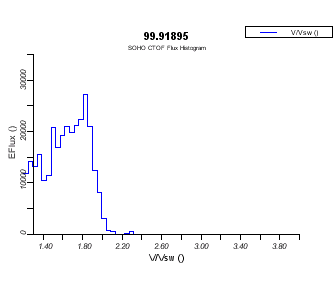 99.91895
SOHO CTOF Flux Histogram
V/Vsw ()
EFlux ()
30000
20000
10000
0
1.40 1.80 2.20 2.60 3.00 3.40 3.80
V/Vsw ()